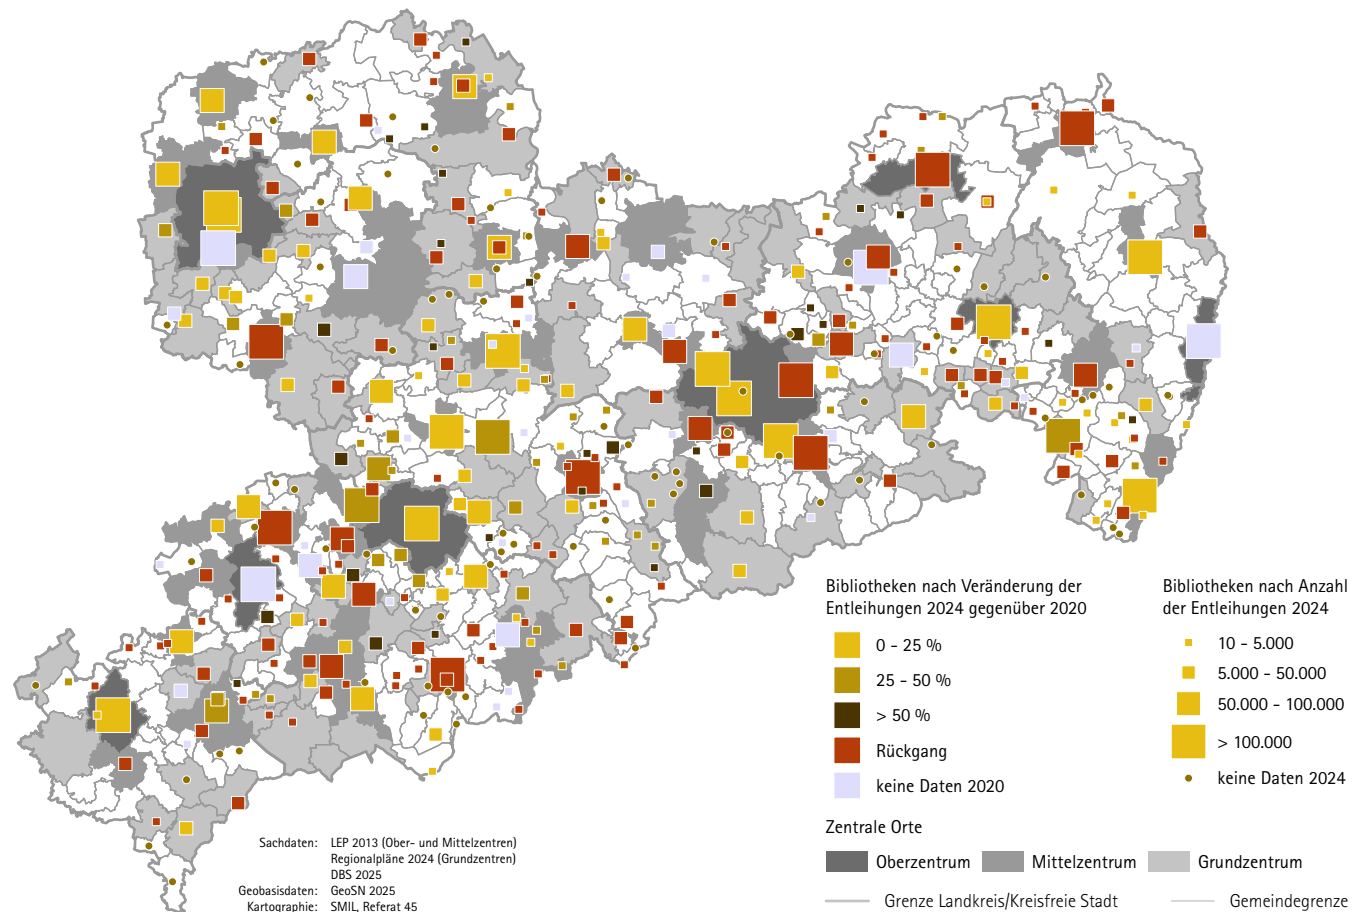 Bibliotheken nach Veränderung der
Entleihungen 2024 gegenüber 2020
0 - 25 %
25 - 50 %
> 50 %
Rückgang
keine Daten 2020
Bibliotheken nach Anzahl
der Entleihungen 2024
10 - 5.000
5.000 - 50.000
50.000 - 100.000
> 100.000
keine Daten 2024
Zentrale Orte
Oberzentrum Mittelzentrum Grundzentrum
Grenze Landkreis/Kreisfreie Stadt Gemeindegrenze
Sachdaten: LEP 2013 (Ober- und Mittelzentren)
Regionalpläne 2024 (Grundzentren)
DBS 2025
Geobasisdaten: GeoSN 2025
Kartographie: SMIL, Referat 45